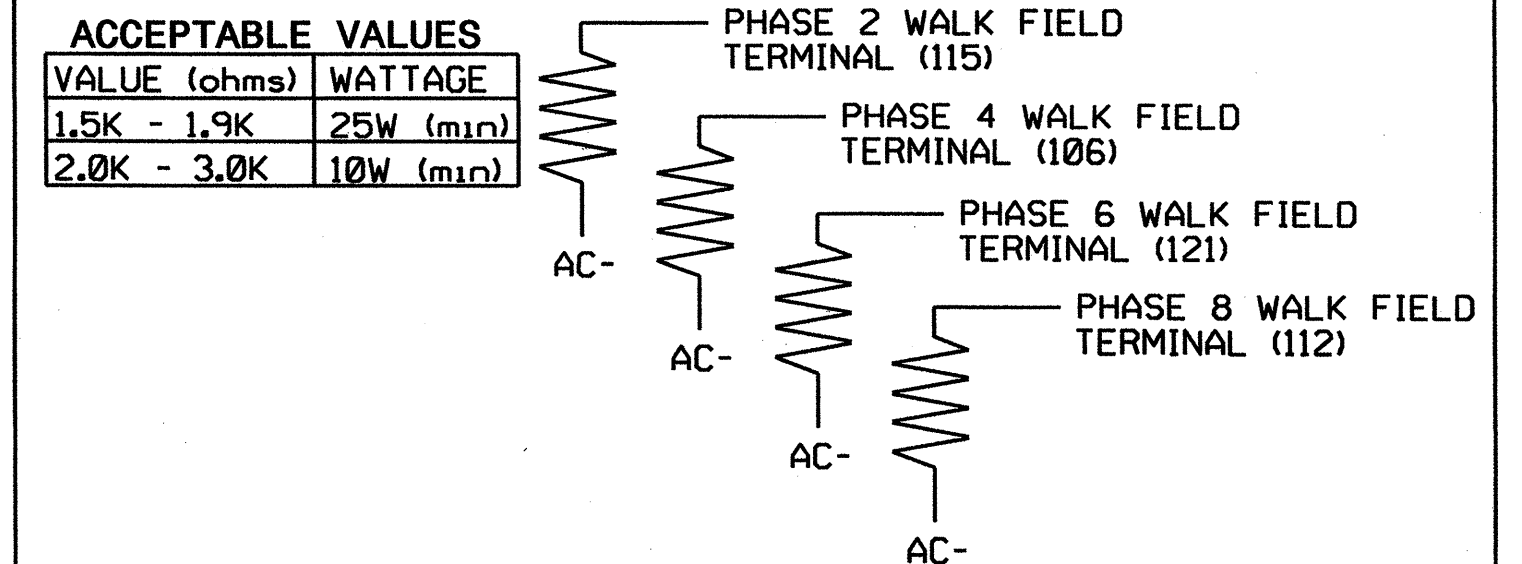 ACCEPTABLE VALUES
VALUE (ohms) WATTAGE
1.5K - 1.9K 25W (min)
2.0K - 3.0K 10W (min)
PHASE 2 WALK FIELD
TERMINAL (115)
AC-
PHASE 4 WALK FIELD
TERMINAL (106)
AC-
PHASE 6 WALK FIELD
TERMINAL (121)
AC-
PHASE 8 WALK FIELD
TERMINAL (112)
AC-